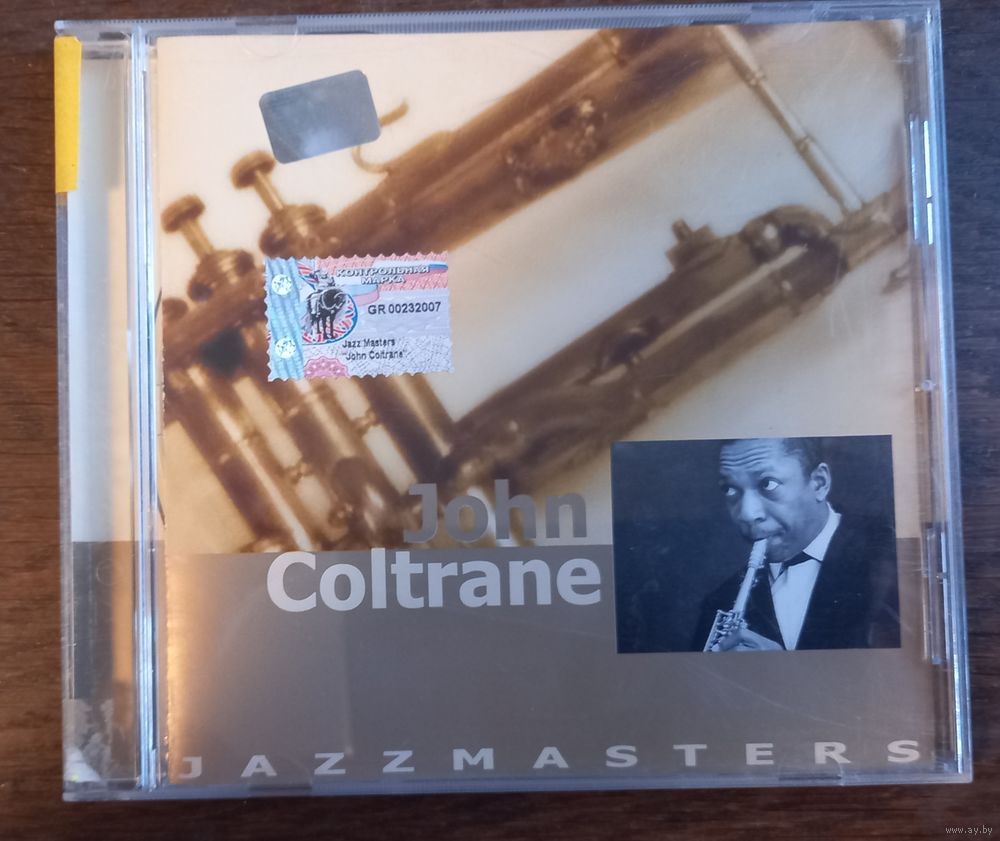 КОНТРОЛЬНАЯ
МАРКА
GR 00232007
Jazz Masters
"John Coltrane"
John
Coltrane
JAZZMASTERS
www.ay.by